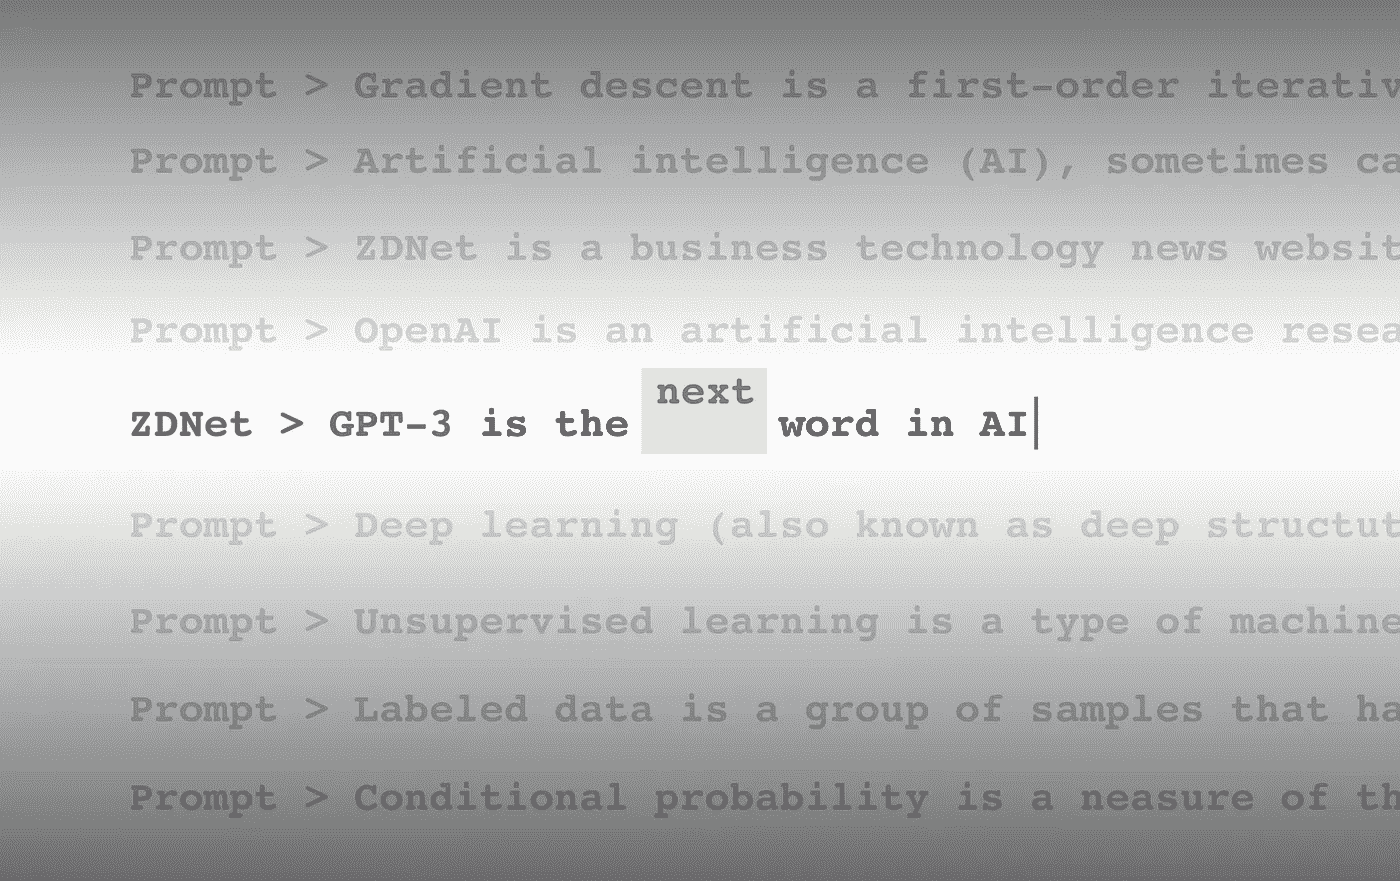 Prompt > Gradient descent is a first-order iterativ
Prompt > Artificial intelligence (AI), sometimes ca
Prompt > ZDNet is a business technology news websit
Prompt > OpenAI is an artificial intelligence resea
ZDNet > GPT-3 is the next word in AI
Prompt > Deep learning (also known as deep structut
Prompt > Unsupervised learning is a type of machine
Prompt > Labeled data is a group of samples that ha
Prompt > Conditional probability is a neasure of th